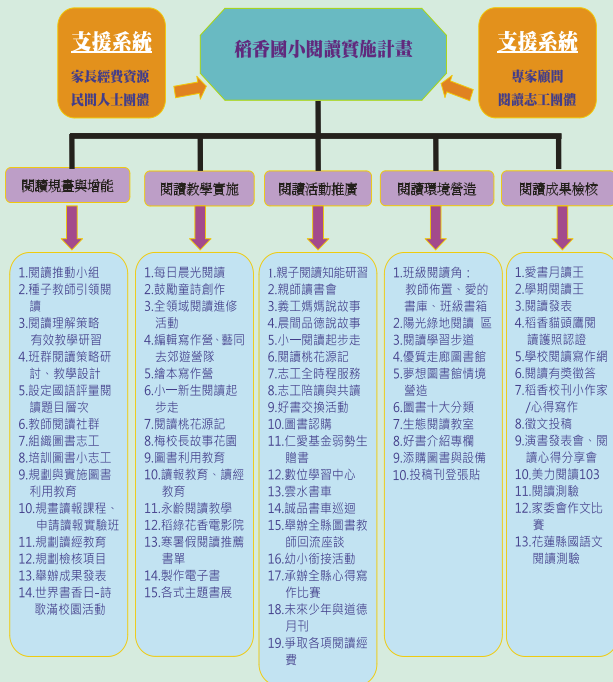 支援系統
家長經費資源
民間人士團體
稻香國小閱讀實施計畫
支援系統
專家顧問
閱讀志工團體
閱讀規畫與增能
閱讀教學實施
閱讀活動推廣
閱讀環境營造
閱讀成果檢核
1.閱讀推動小組
2.種子教師引領閱
讀
3.閱讀理解策略
有效教學研習
4.班群閱讀策略研
討、教學設計
5.設定國語評量閱
讀題目層次
6.教師閱讀社群
7.組織圖書志工
8.培訓圖書小志工
9.規劃與實施圖書
利用教育
10.規畫讀報課程、
申請讀報實驗班
11.規劃讀經教育
12.規劃檢核項目
13.舉辦成果發表
14.世界書香日-詩
歌滿校園活動
1.每日晨光閱讀
2.鼓勵童詩創作
3.全領域閱讀進修
活動
4.編輯寫作營、藝同
去郊遊營隊
5.繪本寫作營
6.小一新生閱讀起
步走
7.閱讀桃花源記
8.梅校長故事花園
9.圖書利用教育
10.讀報教育、讀經
教育
11.永齡閱讀教學
12.稻綠花香電影院
13.寒暑假閱讀推薦
書單
14.製作電子書
15.各式主題書展
1.親子閱讀知能研習
2.親師讀書會
3.義工媽媽說故事
4.晨間品德說故事
5.小一閱讀起步走
6.閱讀桃花源記
7.志工全時程服務
8.志工陪讀與共讀
9.好書交換活動
10.圖書認購
11.仁愛基金弱勢生
贈書
12.數位學習中心
13.雲水書車
14.誠品書車巡迴
15.舉辦全縣圖書教
師回流座談
16.幼小銜接活動
17.承辦全縣心得寫
作比賽
18.未來少年與道德
月刊
19.爭取各項閱讀經
費
1.班級閱讀角：
教師佈置、愛的
書庫、班級書箱
2.陽光綠地閱讀 區
3.閱讀學習步道
4.優質走廊圖書館
5.夢想圖書館情境
營造
6.圖書十大分類
7.生態閱讀教室
8.好書介紹專欄
9.添購圖書與設備
10.投稿刊登張貼
1.愛書月讀王
2.學期閱讀王
3.閱讀發表
4.稻香貓頭鷹閱
讀護照認證
5.學校閱讀寫作網
6.閱讀有獎徵答
7.稻香校刊小作家
/心得寫作
8.徵文投稿
9.演書發表會、閱
讀心得分享會
10.美力閱讀103
11.閱讀測驗
12.家委會作文比
賽
13.花蓮縣國語文
閱讀測驗